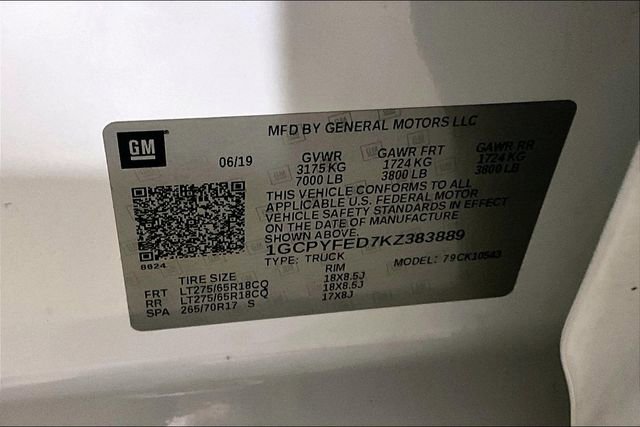 MFD BY GENERAL MOTORS LLC
GM
06/19 GVWR GAWR FRT GAWR RR
3175 KG 1724 KG 1724 KG
7000 LB 3800 LB 3800 LB
THIS VEHICLE CONFORMS TO ALL
APPLICABLE U.S. FEDERAL MOTOR
VEHICLE SAFETY STANDARDS IN EFFECT
ON THE DATE OF MANUFACTURE
SHOWN ABOVE.
1GCPYFED7KZ383889
8624
TYPE: TRUCK MODEL: 79CK10543
TIRE SIZE RIM
FRT LT275/65R18CQ 18X8.5J
RR LT275/65R18CQ 18X8.5J
SPA 265/70R17 S 17X8J